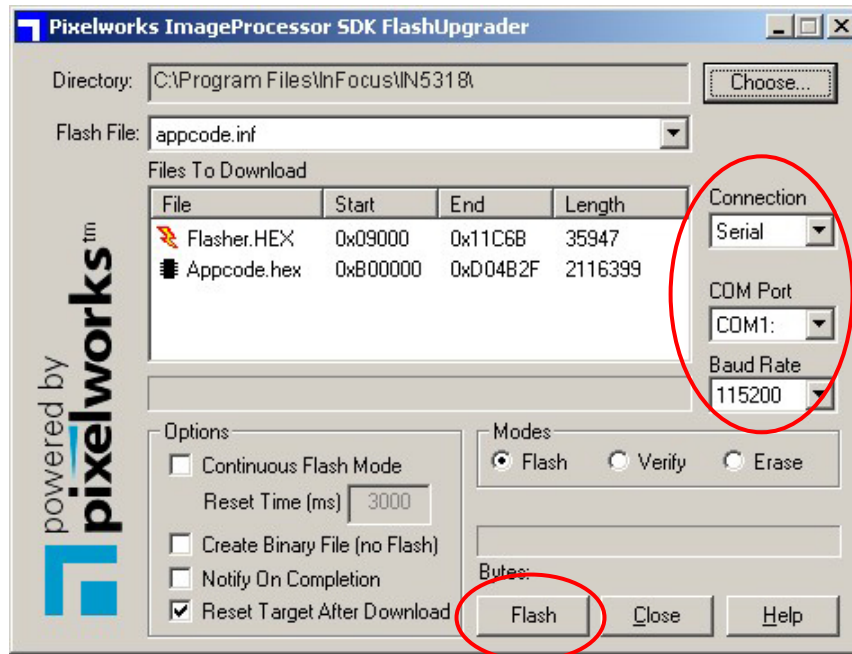 Pixelworks ImageProcessor SDK FlashUpgrader
Directory: C:\Program Files\InFocus\IN5318\ Choose...
Flash File: appcode.inf
Files To Download
File Start End Length
Flasher.HEX 0x09000 0x11C6B 35947
Appcode.hex 0xB00000 0xD04B2F 2116399
Connection
Serial
COM Port
COM1:
Baud Rate
115200
powered by
pixelworks tm
Options
Continuous Flash Mode
Reset Time (ms) 3000
Create Binary File (no Flash)
Notify On Completion
Reset Target After Download
Modes
Flash Verify Erase
Bytes:
Flash Close Help